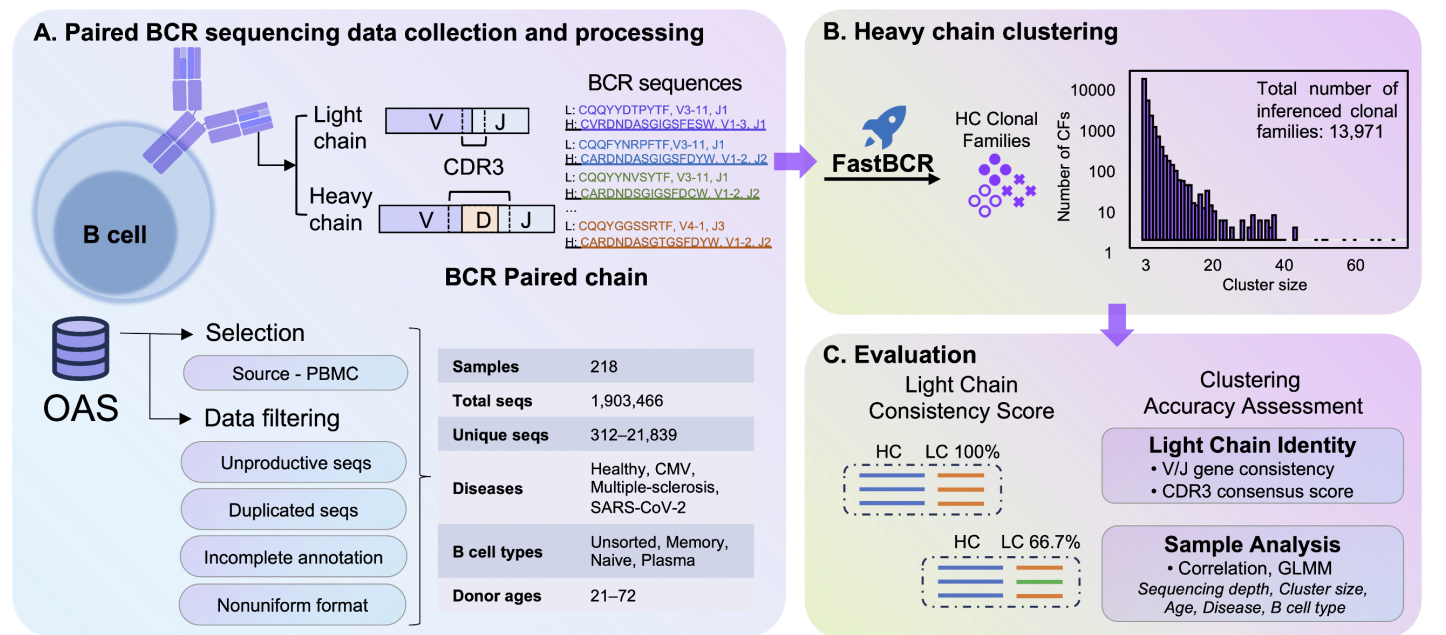 A. Paired BCR sequencing data collection and processing
B cell
Light
chain
V
J
CDR3
Heavy
chain
V
D
J
BCR sequences
L: CQQYYDTPYTF, V3-11, J1
H: CVRDNDASGIGSFESW, V1-3, J1
L: CQQFYNRPFTF,V3-11, J1
H: CARDNDASGIGSFDYW, V1-2, J2
L: CQQYYNVSYTF, V3-11, J1
H: CARDNDSGIGSFDCW, V1-2, J2
...
L: CQQYGGSSRTF, V4-1, J3
H: CARDNDASGTGSFDYW, V1-2, J2
BCR Paired chain
OAS
Selection
Source - PBMC
Data filtering
Unproductive seqs
Duplicated seqs
Incomplete annotation
Nonuniform format
Samples 218
Total seqs 1,903,466
Unique seqs 312–21,839
Diseases Healthy, CMV,
Multiple-sclerosis,
SARS-CoV-2
B cell types Unsorted, Memory,
Naive, Plasma
Donor ages 21–72
B. Heavy chain clustering
FastBCR
HC Clonal
Families
Number of CFs
10000
1000
100
10
1
Total number of
inferenced clonal
families: 13,971
3 20 40 60
Cluster size
C. Evaluation
Light Chain
Consistency Score
HC LC 100%
HC LC 66.7%
Clustering
Accuracy Assessment
Light Chain Identity
• V/J gene consistency
• CDR3 consensus score
Sample Analysis
• Correlation, GLMM
Sequencing depth, Cluster size,
Age, Disease, B cell type